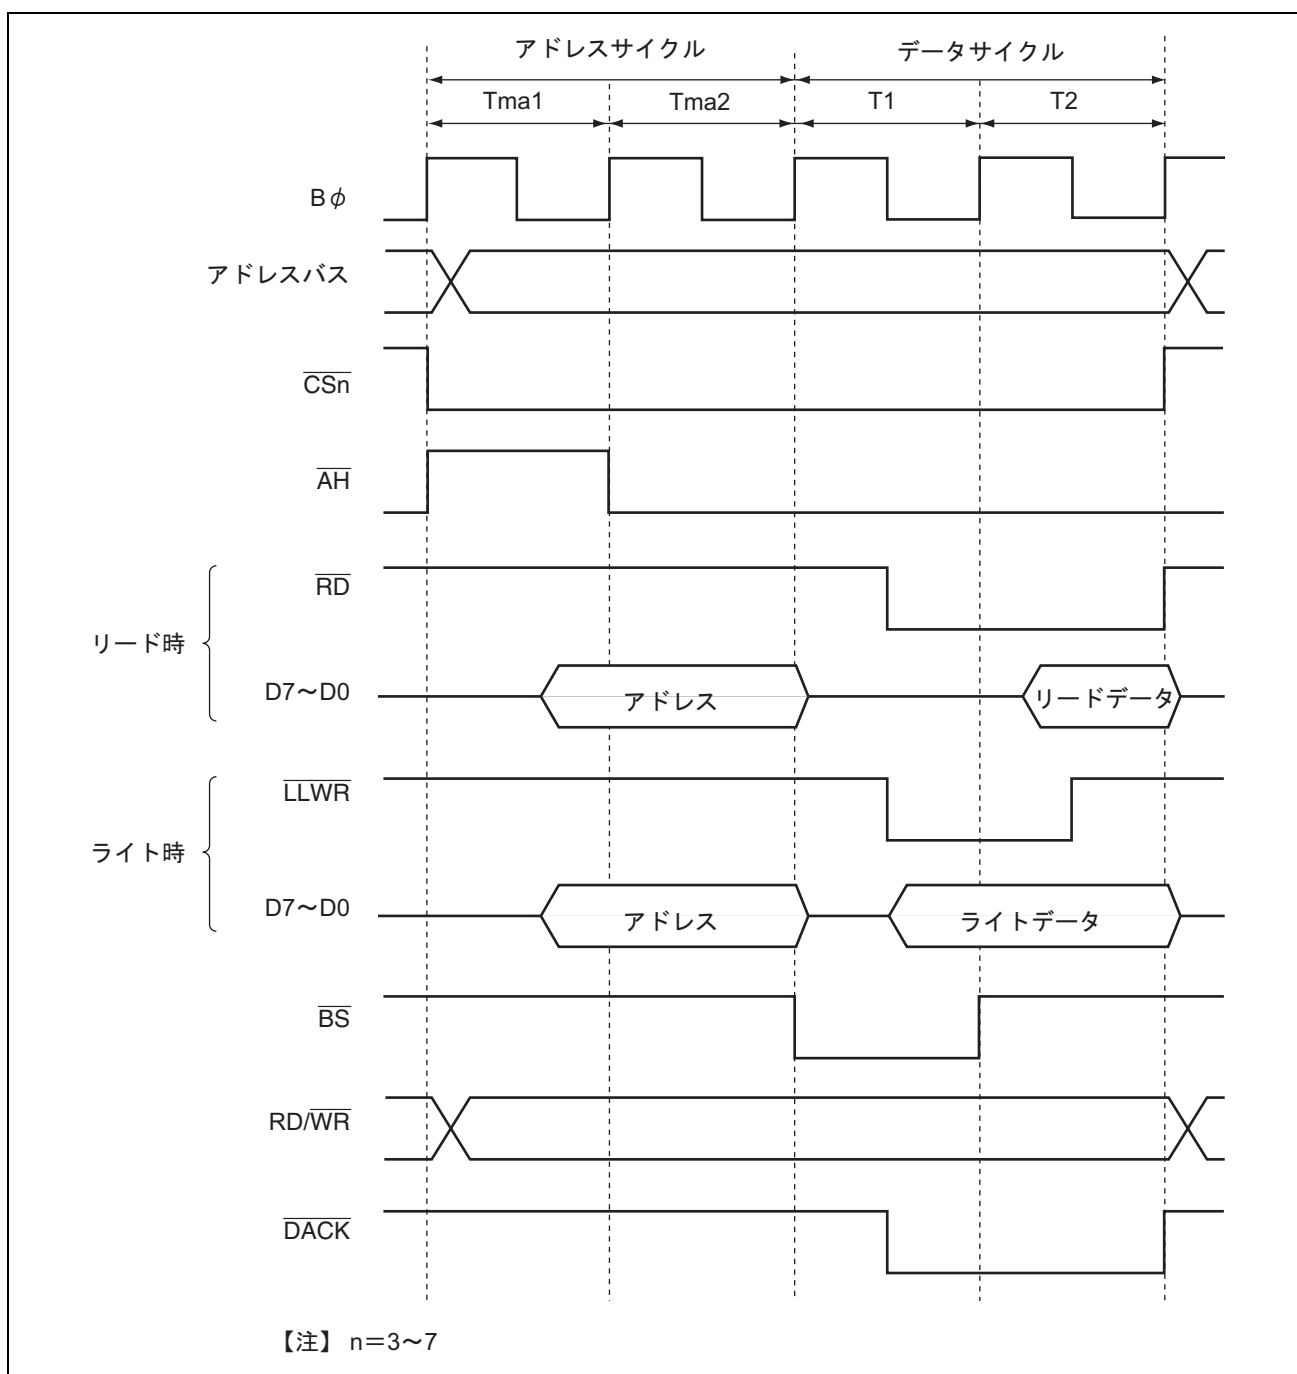 アドレスサイクル データサイクル
Tma1 Tma2 T1 T2
Bφ
アドレスバス
CSn
AH
RD
リード時
D7~D0 アドレス リードデータ
LLWR
ライト時
D7~D0 アドレス ライトデータ
BS
RD/WR
DACK
【注】 n=3~7